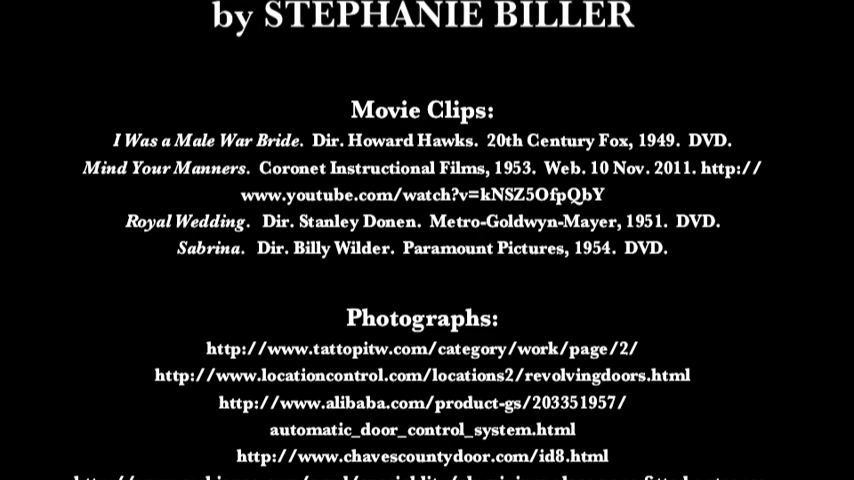 by STEPHANIE BILLER
Movie Clips:
I Was a Male War Bride. Dir. Howard Hawks. 20th Century Fox, 1949. DVD.
Mind Your Manners. Coronet Instructional Films, 1953. Web. 10 Nov. 2011. http://
www.youtube.com/watch?v=kNSZ5OfpQbY
Royal Wedding. Dir. Stanley Donen. Metro-Goldwyn-Mayer, 1951. DVD.
Sabrina. Dir. Billy Wilder. Paramount Pictures, 1954. DVD.
Photographs:
http://www.tattopitw.com/category/work/page/2/
http://www.locationcontrol.com/locations2/revolvingdoors.html
http://www.alibaba.com/product-gs/203351957/
automatic_door_control_system.html
http://www.chavescountydoor.com/id8.html